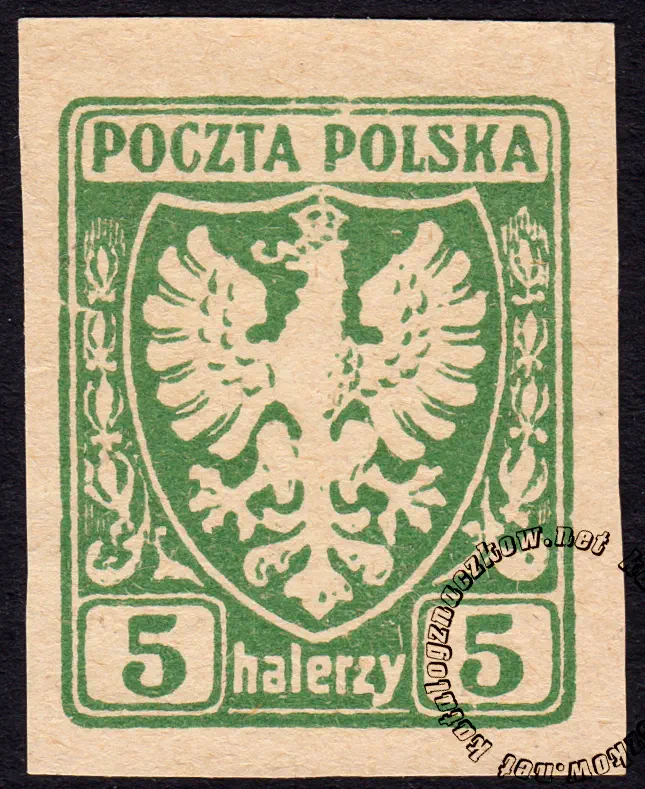 POCZTA POLSKA
5 halerzy 5
katalogznaczkow.net